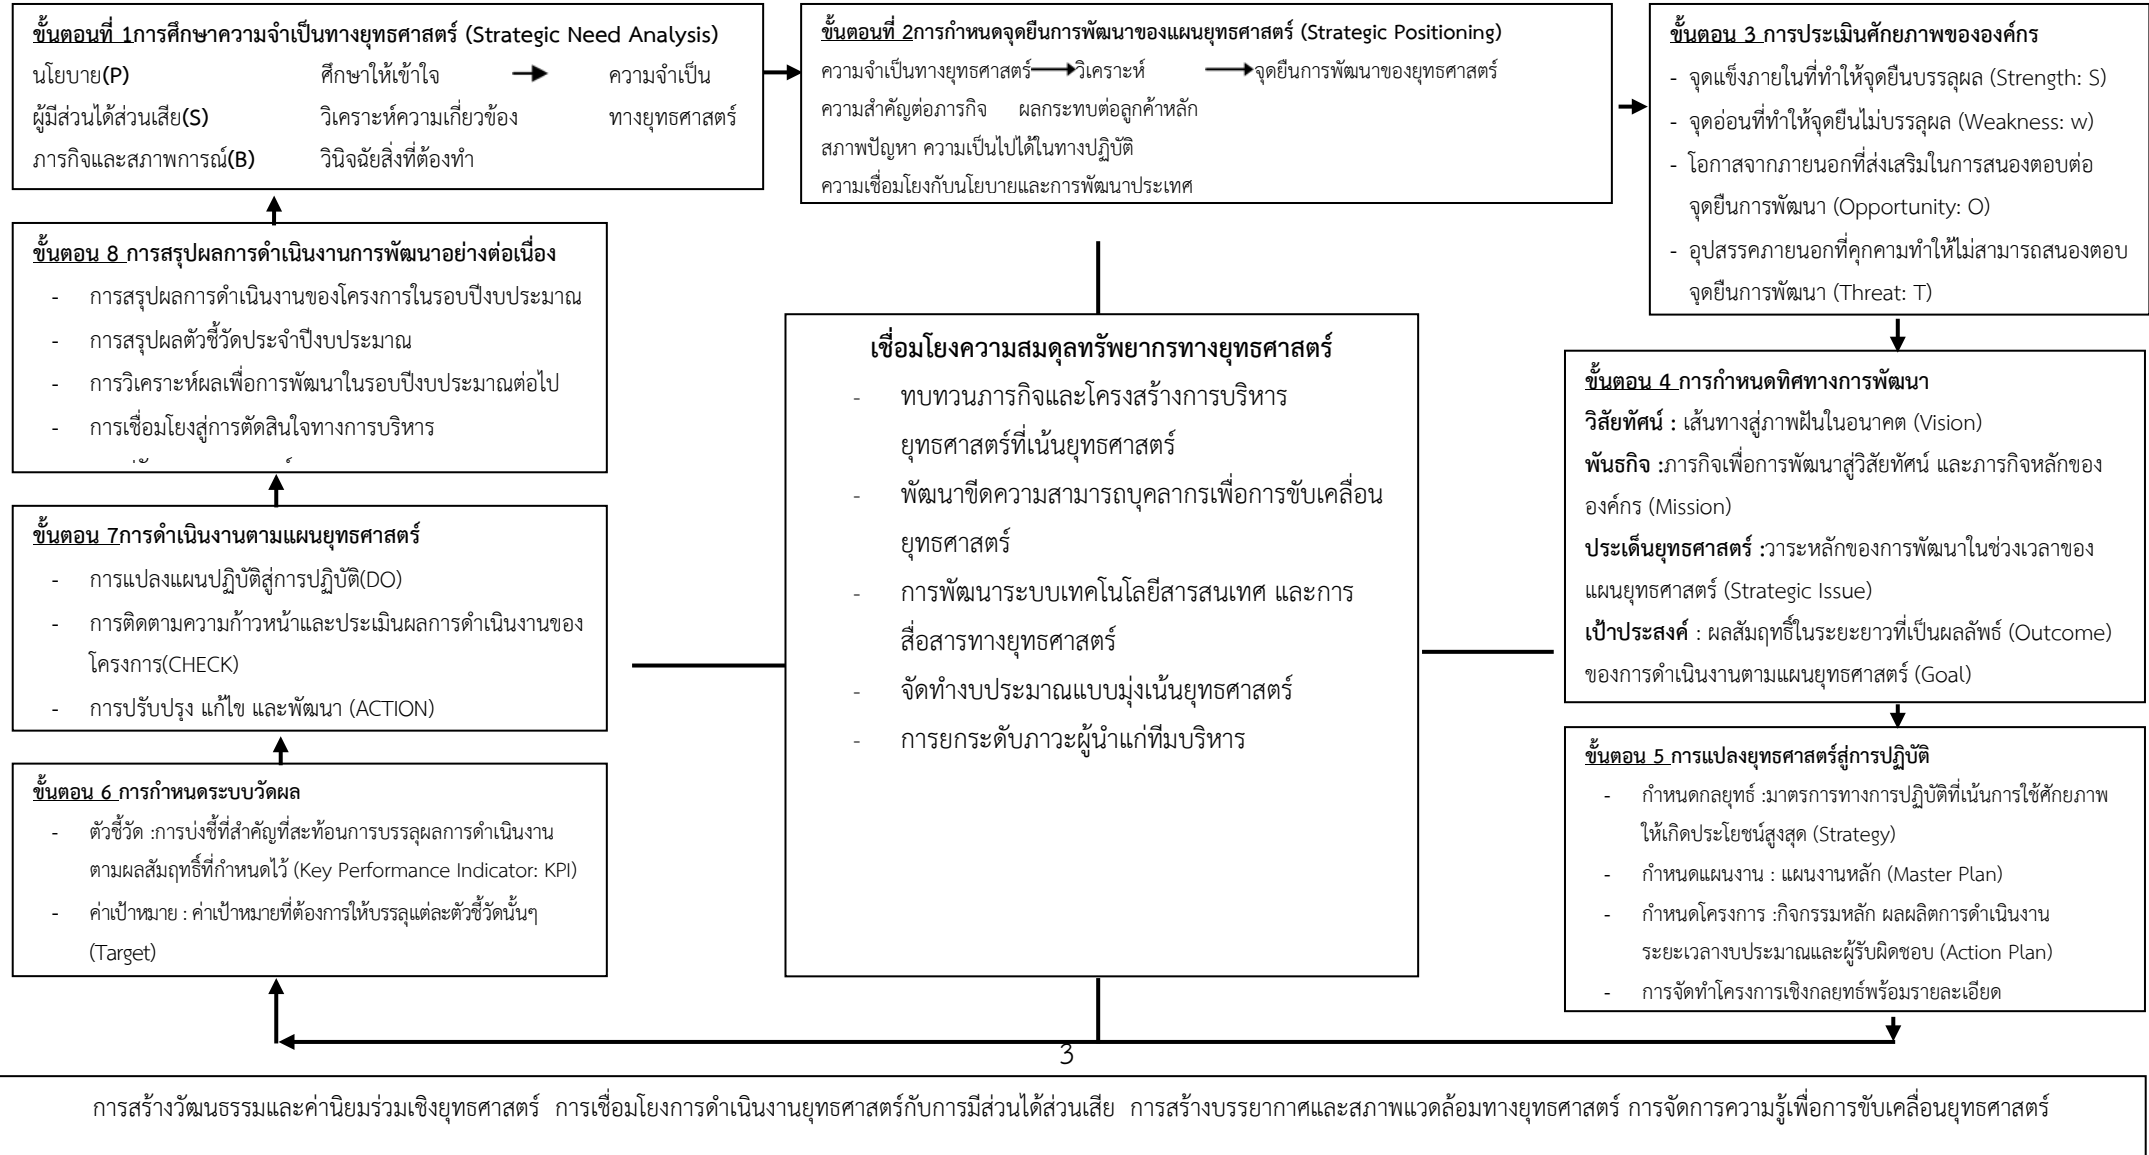 ขั้นตอนที่ 1การศึกษาความจำเป็นทางยุทธศาสตร์ (Strategic Need Analysis)
นโยบาย(P) ศึกษาให้เข้าใจ ความจำเป็น
ผู้มีส่วนได้ส่วนเสีย(S) วิเคราะห์ความเกี่ยวข้อง ทางยุทธศาสตร์
ภารกิจและสภาพการณ์(B) วินิจฉัยสิ่งที่ต้องทำ
ขั้นตอนที่ 2การกำหนดจุดยืนการพัฒนาของแผนยุทธศาสตร์ (Strategic Positioning)
ความจำเป็นทางยุทธศาสตร์ วิเคราะห์ จุดยืนการพัฒนาของยุทธศาสตร์
ความสำคัญต่อภารกิจ ผลกระทบต่อลูกค้าหลัก
สภาพปัญหา ความเป็นไปได้ในทางปฏิบัติ
ความเชื่อมโยงกับนโยบายและการพัฒนาประเทศ
ขั้นตอน 3 การประเมินศักยภาพขององค์กร
- จุดแข็งภายในที่ทำให้จุดยืนบรรลุผล (Strength: S)
- จุดอ่อนที่ทำให้จุดยืนไม่บรรลุผล (Weakness: w)
- โอกาสจากภายนอกที่ส่งเสริมในการสนองตอบต่อ
จุดยืนการพัฒนา (Opportunity: O)
- อุปสรรคภายนอกที่คุกคามทำให้ไม่สามารถสนองตอบ
จุดยืนการพัฒนา (Threat: T)
ขั้นตอน 4 การกำหนดทิศทางการพัฒนา
วิสัยทัศน์ : เส้นทางสู่ภาพฝันในอนาคต (Vision)
พันธกิจ :ภารกิจเพื่อการพัฒนาสู่วิสัยทัศน์ และภารกิจหลักของ
องค์กร (Mission)
ประเด็นยุทธศาสตร์ :วาระหลักของการพัฒนาในช่วงเวลาของ
แผนยุทธศาสตร์ (Strategic Issue)
เป้าประสงค์ : ผลสัมฤทธิ์ในระยะยาวที่เป็นผลลัพธ์ (Outcome)
ของการดำเนินงานตามแผนยุทธศาสตร์ (Goal)
ขั้นตอน 5 การแปลงยุทธศาสตร์สู่การปฏิบัติ
- กำหนดกลยุทธ์ :มาตรการทางการปฏิบัติที่เน้นการใช้ศักยภาพ
ให้เกิดประโยชน์สูงสุด (Strategy)
- กำหนดแผนงาน : แผนงานหลัก (Master Plan)
- กำหนดโครงการ :กิจกรรมหลัก ผลผลิตการดำเนินงาน
ระยะเวลางบประมาณและผู้รับผิดชอบ (Action Plan)
- การจัดทำโครงการเชิงกลยุทธ์พร้อมรายละเอียด
ขั้นตอน 6 การกำหนดระบบวัดผล
- ตัวชี้วัด :การบ่งชี้ที่สำคัญที่สะท้อนการบรรลุผลการดำเนินงาน
ตามผลสัมฤทธิ์ที่กำหนดไว้ (Key Performance Indicator: KPI)
- ค่าเป้าหมาย : ค่าเป้าหมายที่ต้องการให้บรรลุแต่ละตัวชี้วัดนั้นๆ
(Target)
ขั้นตอน 7การดำเนินงานตามแผนยุทธศาสตร์
- การแปลงแผนปฏิบัติสู่การปฏิบัติ(DO)
- การติดตามความก้าวหน้าและประเมินผลการดำเนินงานของ
โครงการ(CHECK)
- การปรับปรุง แก้ไข และพัฒนา (ACTION)
ขั้นตอน 8 การสรุปผลการดำเนินงานการพัฒนาอย่างต่อเนื่อง
- การสรุปผลการดำเนินงานของโครงการในรอบปีงบประมาณ
- การสรุปผลตัวชี้วัดประจำปีงบประมาณ
- การวิเคราะห์ผลเพื่อการพัฒนาในรอบปีงบประมาณต่อไป
- การเชื่อมโยงสู่การตัดสินใจทางการบริหาร
เชื่อมโยงความสมดุลทรัพยากรทางยุทธศาสตร์
- ทบทวนภารกิจและโครงสร้างการบริหาร
ยุทธศาสตร์ที่เน้นยุทธศาสตร์
- พัฒนาขีดความสามารถบุคลากรเพื่อการขับเคลื่อน
ยุทธศาสตร์
- การพัฒนาระบบเทคโนโลยีสารสนเทศ และการ
สื่อสารทางยุทธศาสตร์
- จัดทำงบประมาณแบบมุ่งเน้นยุทธศาสตร์
- การยกระดับภาวะผู้นำแก่ทีมบริหาร
3
การสร้างวัฒนธรรมและค่านิยมร่วมเชิงยุทธศาสตร์ การเชื่อมโยงการดำเนินงานยุทธศาสตร์กับการมีส่วนได้ส่วนเสีย การสร้างบรรยากาศและสภาพแวดล้อมทางยุทธศาสตร์ การจัดการความรู้เพื่อการขับเคลื่อนยุทธศาสตร์